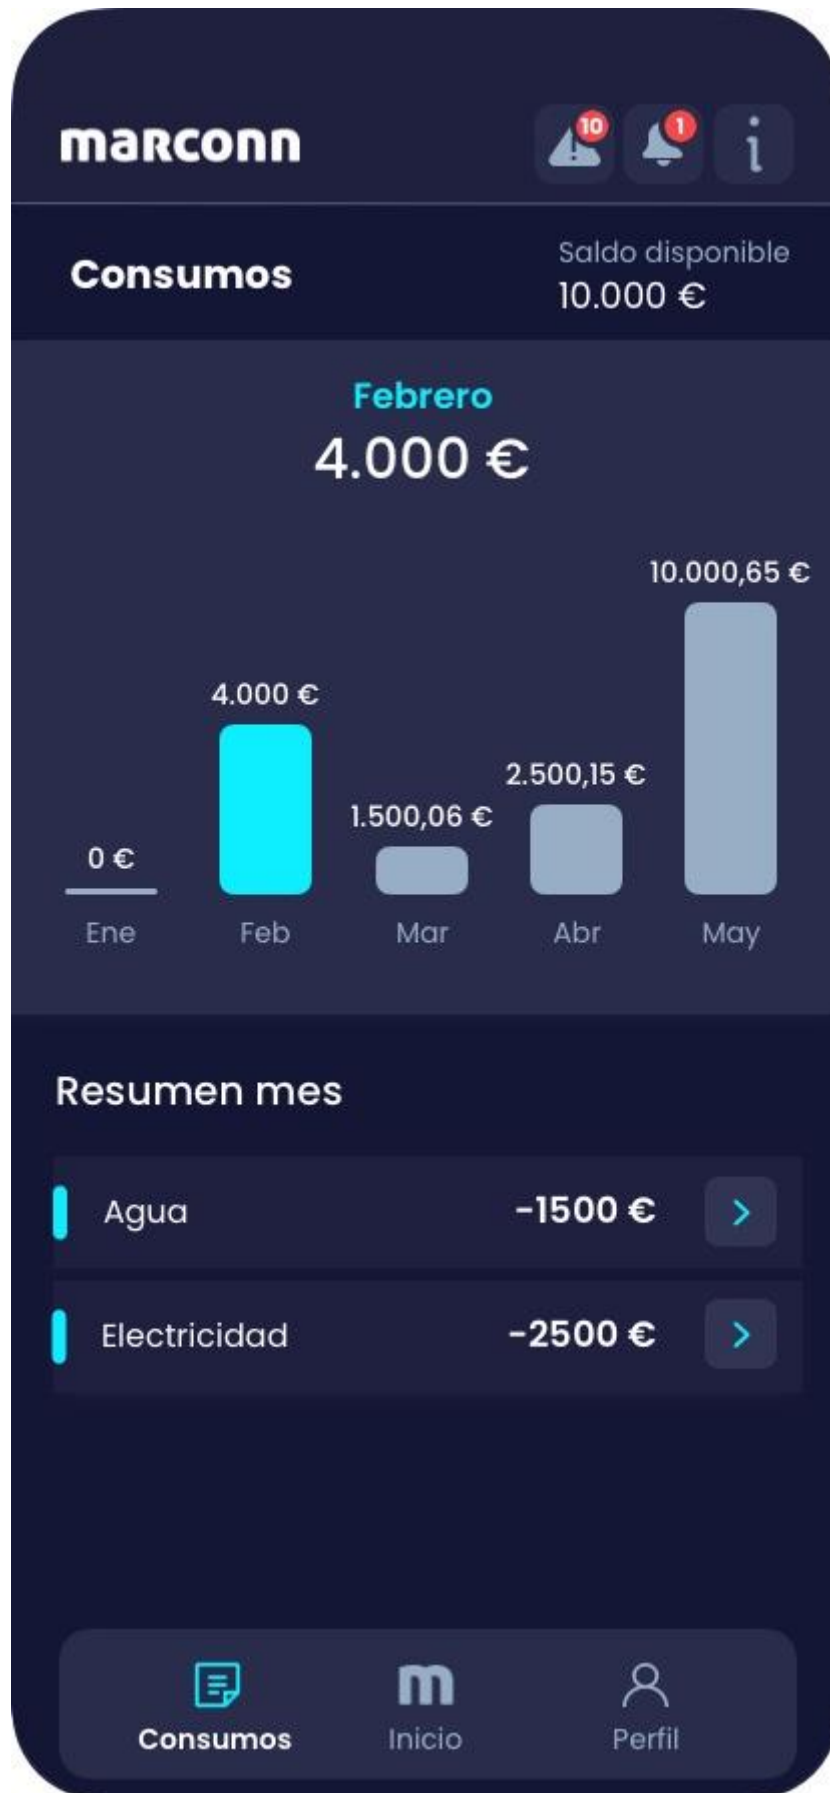 marconn
10
1
i
Consumos
Saldo disponible
10.000 €
Febrero
4.000 €
10.000,65 €
4.000 €
2.500,15 €
1.500,06 €
0 €
Ene Feb Mar Abr May
Resumen mes
Agua -1500 €
Electricidad -2500 €
m
Consumos Inicio Perfil